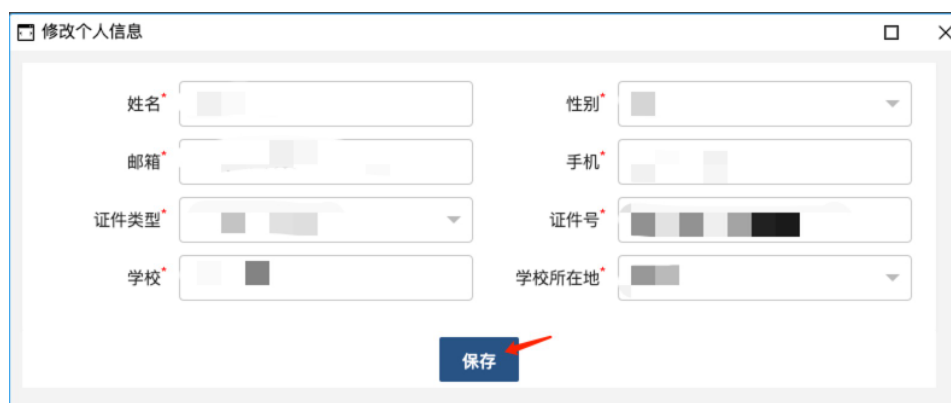 修改个人信息
姓名* 性别*
邮箱* 手机*
证件类型* 证件号*
学校* 学校所在地*
保存